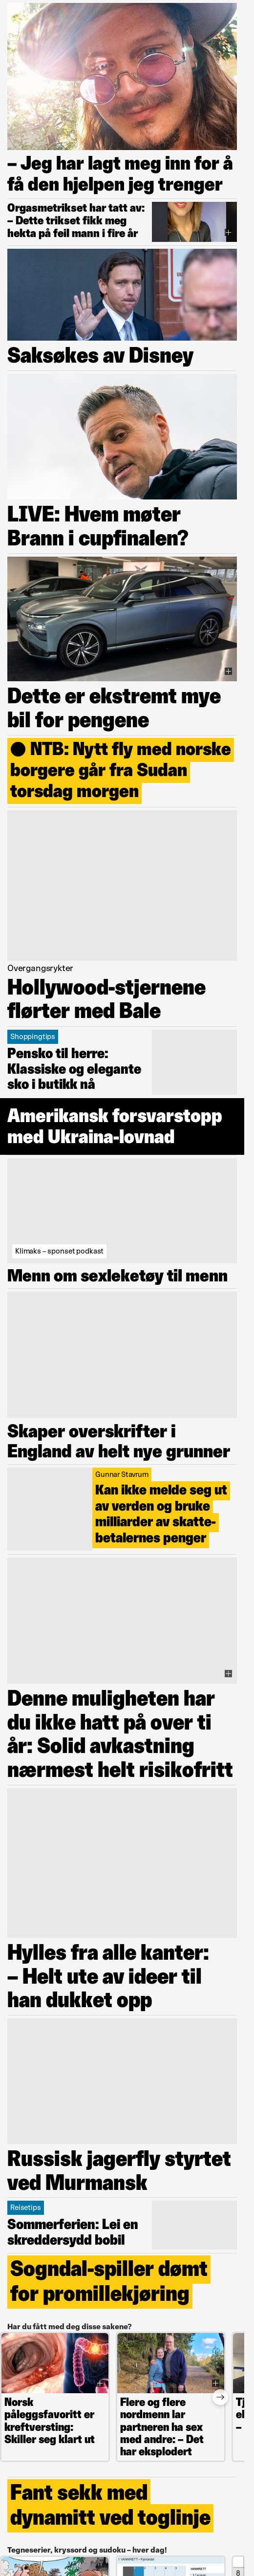 – Jeg har lagt meg inn for å
få den hjelpen jeg trenger
Orgasmetrikset har tatt av:
– Dette trikset fikk meg
hekta på feil mann i fire år
Saksøkes av Disney
LIVE: Hvem møter
Brann i cupfinalen?
Dette er ekstremt mye
bil for pengene
● NTB: Nytt fly med norske
borgere går fra Sudan
torsdag morgen
Overgangsrykter
Hollywood-stjernene
flørter med Bale
Shoppingtips
Pensko til herre:
Klassiske og elegante
sko i butikk nå
Amerikansk forsvarstopp
med Ukraina-lovnad
Klimaks – sponset podkast
Menn om sexleketøy til menn
Skaper overskrifter i
England av helt nye grunner
Gunnar Stavrum
Kan ikke melde seg ut
av verden og bruke
milliarder av skatte-
betalernes penger
Denne muligheten har
du ikke hatt på over ti
år: Solid avkastning
nærmest helt risikofritt
Hylles fra alle kanter:
– Helt ute av ideer til
han dukket opp
Russisk jagerfly styrtet
ved Murmansk
Reisetips
Sommerferien: Lei en
skreddersydd bobil
Sogndal-spiller dømt
for promillekjøring
Har du fått med deg disse sakene?
Norsk
påleggsfavoritt er
kreftversting:
Skiller seg klart ut
Flere og flere
nordmenn lar
partneren ha sex
med andre: – Det
har eksplodert
Fant sekk med
dynamitt ved toglinje
Tegneserier, kryssord og sudoku – hver dag!